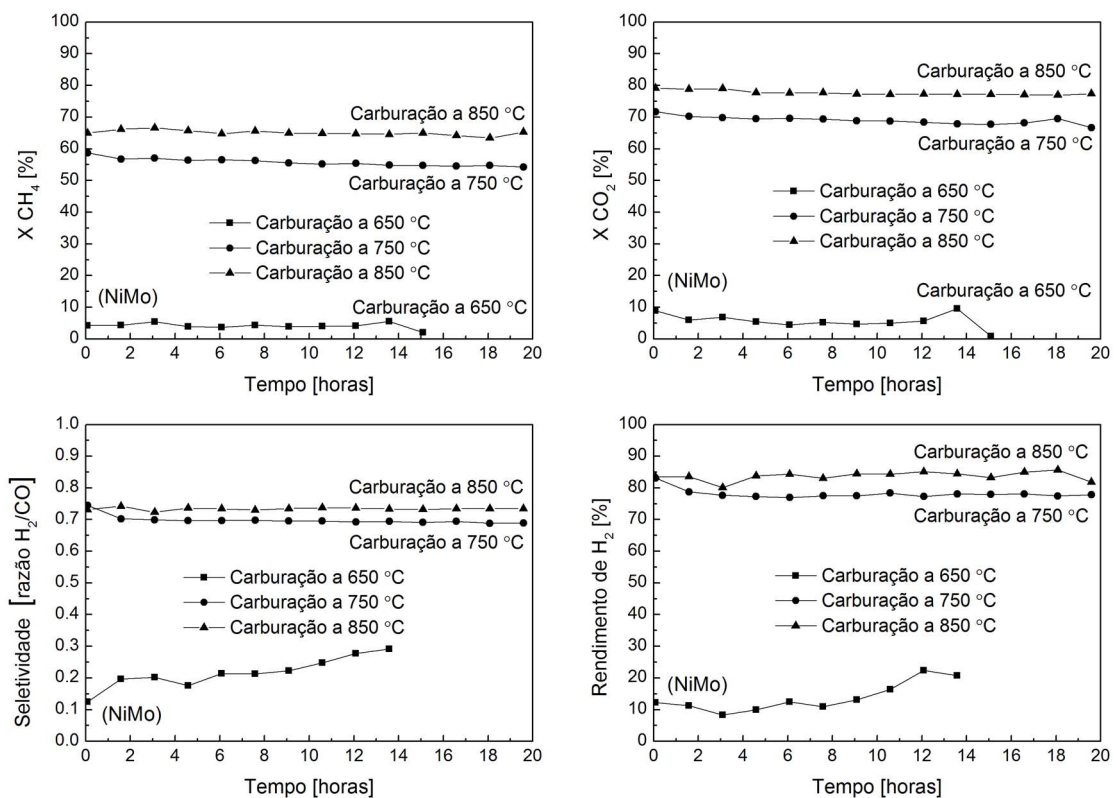 100
90
80
70
60
50
40
30
20
10
0
X CH4 [%]
Carburação a 850 °C
Carburação a 750 °C
Carburação a 650 °C
Carburação a 750 °C
Carburação a 850 °C
(NiMo)
Carburação a 650 °C
0 2 4 6 8 10 12 14 16 18 20
Tempo [horas]
100
90
80
70
60
50
40
30
20
10
0
X CO2 [%]
Carburação a 850 °C
Carburação a 750 °C
Carburação a 650 °C
Carburação a 750 °C
Carburação a 850 °C
(NiMo)
Carburação a 650 °C
0 2 4 6 8 10 12 14 16 18 20
Tempo [horas]
1.0
0.9
0.8
0.7
0.6
0.5
0.4
0.3
0.2
0.1
0.0
Seletividade [razão H2/CO]
Carburação a 850 °C
Carburação a 750 °C
Carburação a 650 °C
Carburação a 750 °C
Carburação a 850 °C
(NiMo)
0 2 4 6 8 10 12 14 16 18 20
Tempo [horas]
100
90
80
70
60
50
40
30
20
10
0
Rendimento de H2 [%]
Carburação a 850 °C
Carburação a 750 °C
Carburação a 650 °C
Carburação a 750 °C
Carburação a 850 °C
(NiMo)
0 2 4 6 8 10 12 14 16 18 20
Tempo [horas]